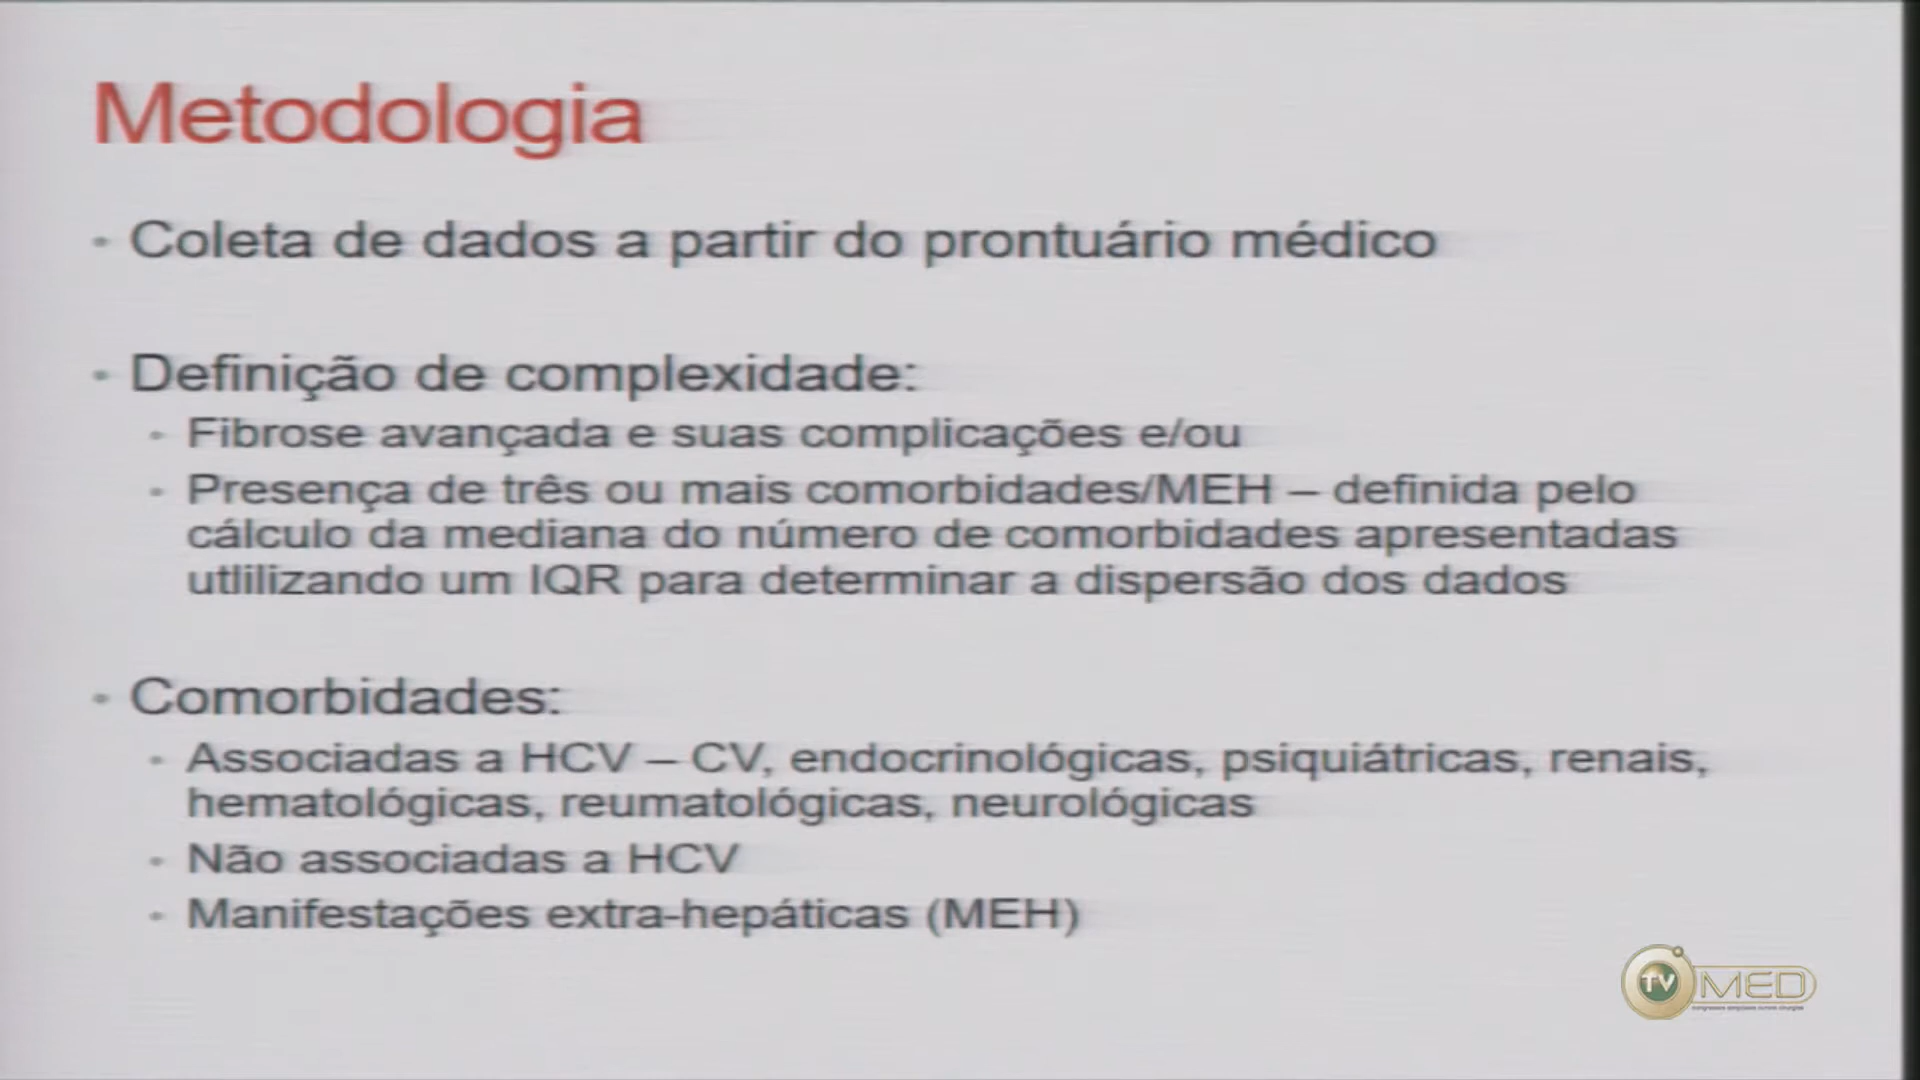 Metodologia
• Coleta de dados a partir do prontuário médico
• Definição de complexidade:
• Fibrose avançada e suas complicações e/ou
• Presença de três ou mais comorbidades/MEH – definida pelo
cálculo da mediana do número de comorbidades apresentadas
utlilizando um IQR para determinar a dispersão dos dados
• Comorbidades:
• Associadas a HCV – CV, endocrinológicas, psiquiátricas, renais,
hematológicas, reumatológicas, neurológicas
• Não associadas a HCV
• Manifestações extra-hepáticas (MEH)
TV MED